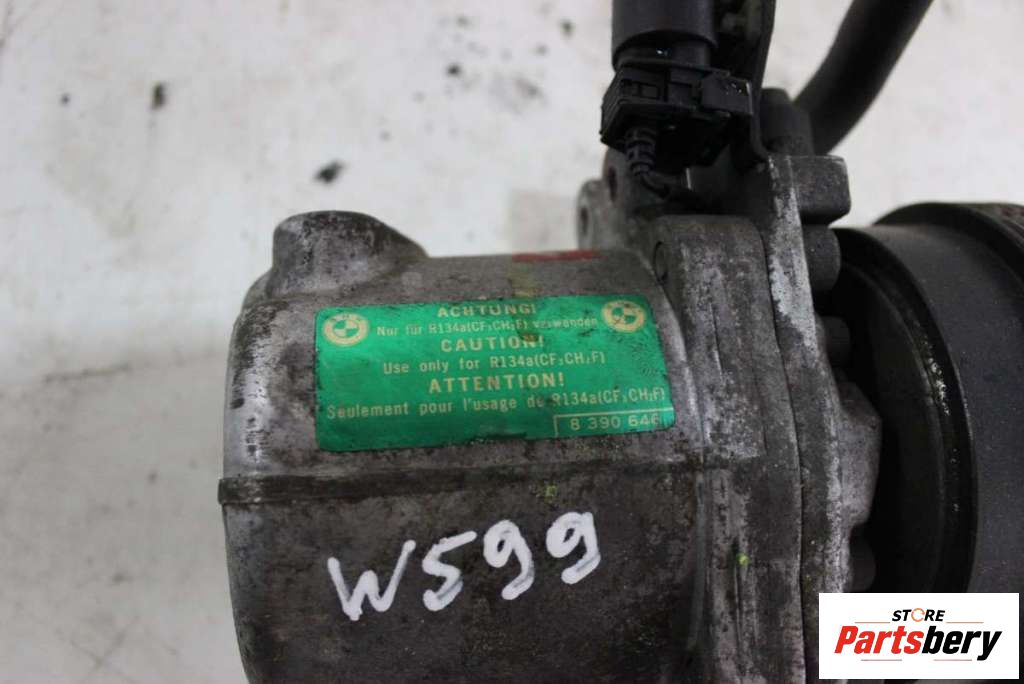 ACHTUNG!
Nur für R134a(CF₃CH₂F) verwenden
CAUTION!
Use only for R134a(CF₃CH₂F)
ATTENTION!
Seulement pour l'usage de R134a(CF₃CH₂F)
8 390 646
W599
STORE
Partsbery